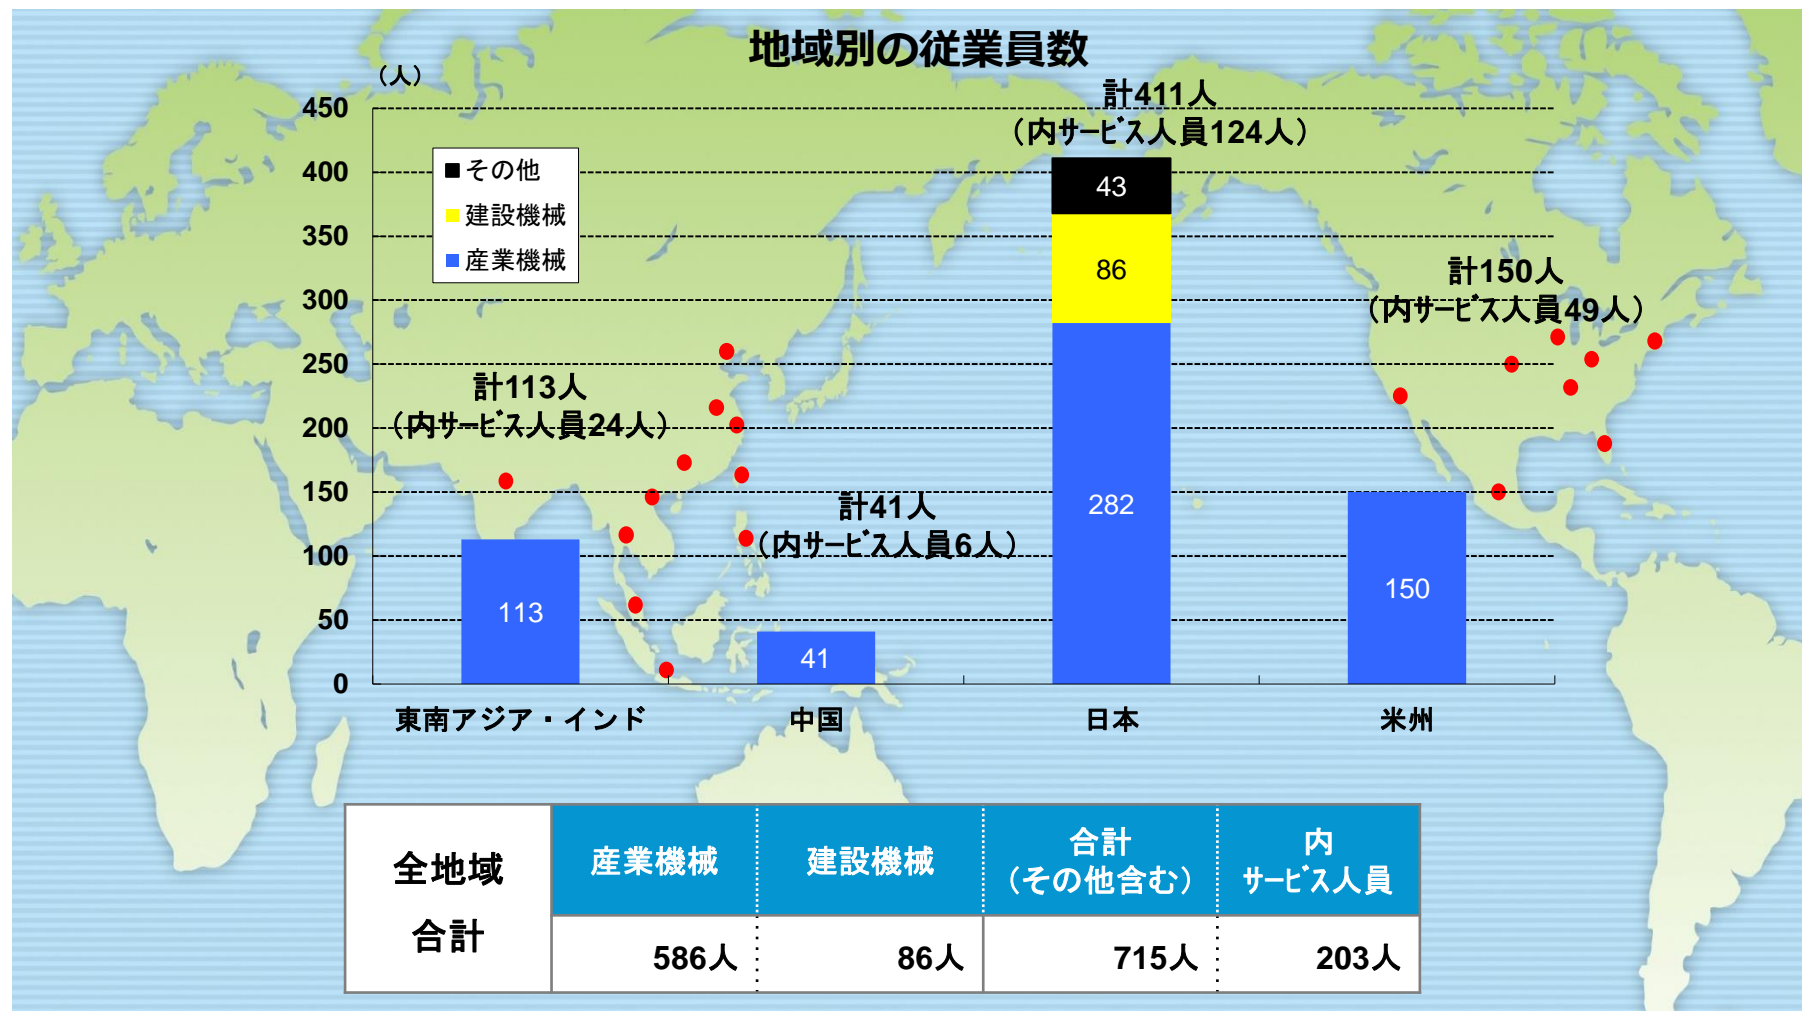 地域別の従業員数
（人）
450
400
350
300
250
200
150
100
50
0
その他
建設機械
産業機械
計113人
（内ｻｰﾋﾞｽ人員24人）
113
計41人
（内ｻｰﾋﾞｽ人員6人）
41
計411人
（内ｻｰﾋﾞｽ人員124人）
43
86
282
計150人
（内ｻｰﾋﾞｽ人員49人）
150
東南アジア・インド
中国
日本
米州
全地域
合計
産業機械
建設機械
合計
（その他含む）
内
ｻｰﾋﾞｽ人員
586人
86人
715人
203人